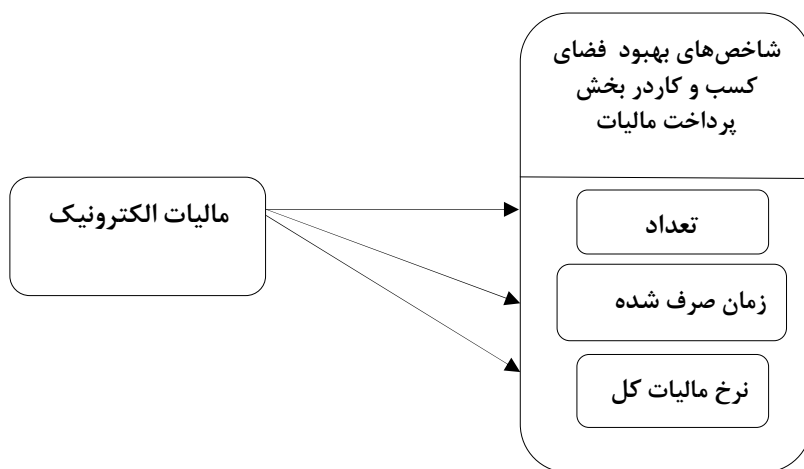 شاخص‌های بهبود فضای
کسب و کاردر بخش
پرداخت مالیات
مالیات الکترونیک
تعداد
زمان صرف شده
نرخ مالیات کل